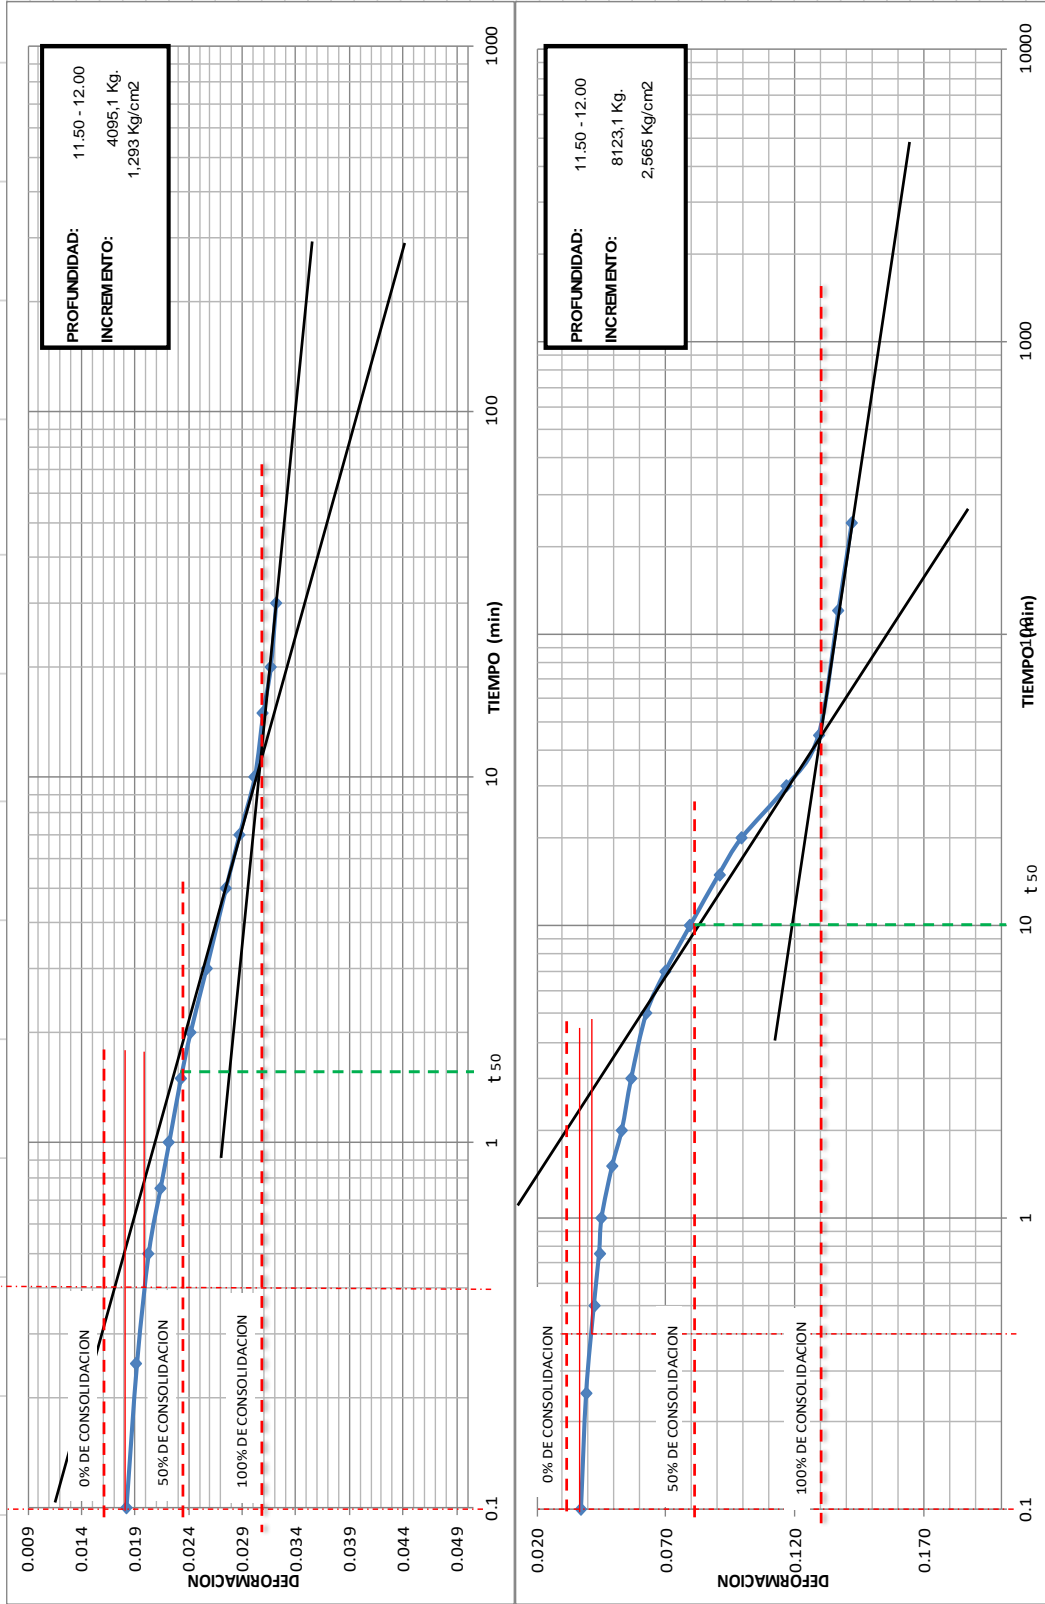 PROFUNDIDAD: 11.50 - 12.00
INCREMENTO: 4095,1 Kg.
1,293 Kg/cm2
0.009
0.014
0.019
0.024
0.029
0.034
0.039
0.044
0.049
DEFORMACION
0% DE CONSOLIDACION
50% DE CONSOLIDACION
100% DE CONSOLIDACION
0.1
1
10
100
1000
t 50
TIEMPO (min)
PROFUNDIDAD: 11.50 - 12.00
INCREMENTO: 8123,1 Kg.
2,565 Kg/cm2
0.020
0.070
0.120
0.170
DEFORMACION
0% DE CONSOLIDACION
50% DE CONSOLIDACION
100% DE CONSOLIDACION
0.1
1
10
100
1000
10000
t 50
TIEMPO (min)